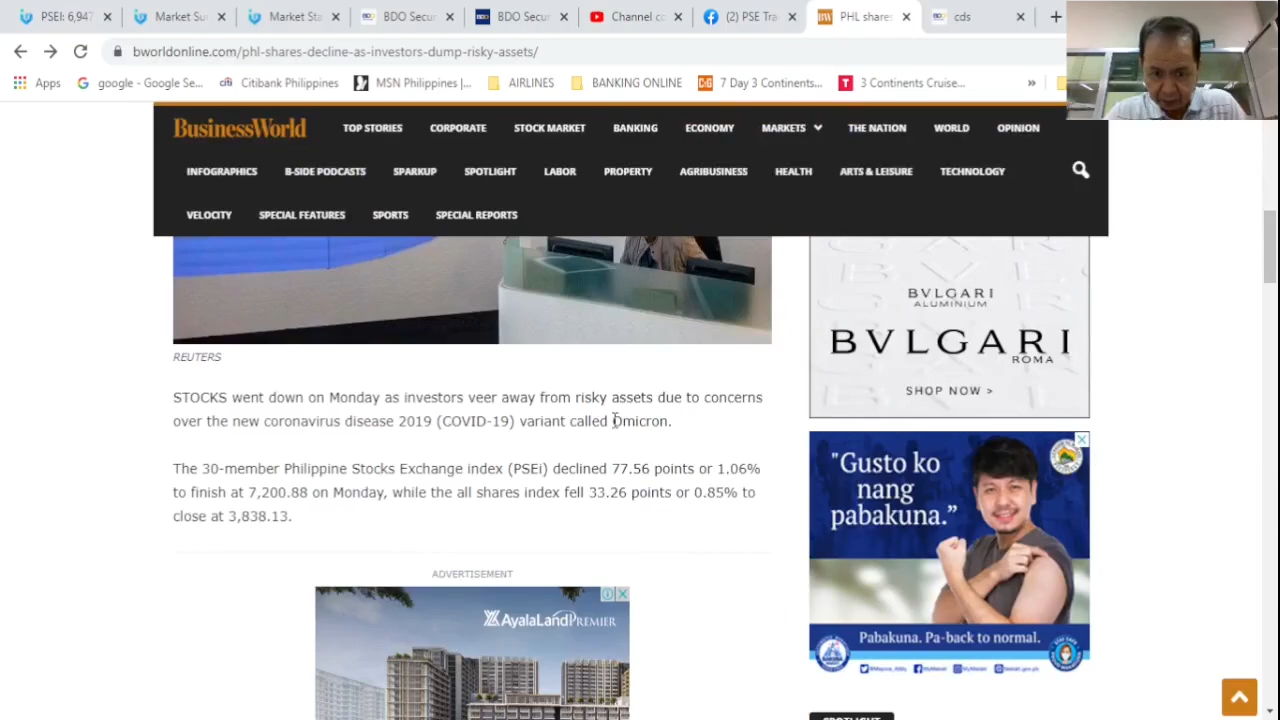 PSEI: 6,947
Market Su
Market Sta
BDO Secur
BDO Secur
Channel co
(2) PSE Tra
PHL shares
cds
bworldonline.com/phl-shares-decline-as-investors-dump-risky-assets/
Apps
google - Google Se...
Citibank Philippines
MSN Philippines |...
AIRLINES
BANKING ONLINE
7 Day 3 Continents...
3 Continents Cruise...
»
BusinessWorld
TOP STORIES
CORPORATE
STOCK MARKET
BANKING
ECONOMY
MARKETS
THE NATION
WORLD
OPINION
INFOGRAPHICS
B-SIDE PODCASTS
SPARKUP
SPOTLIGHT
LABOR
PROPERTY
AGRIBUSINESS
HEALTH
ARTS & LEISURE
TECHNOLOGY
VELOCITY
SPECIAL FEATURES
SPORTS
SPECIAL REPORTS
REUTERS
STOCKS went down on Monday as investors veer away from risky assets due to concerns
over the new coronavirus disease 2019 (COVID-19) variant called Omicron.
The 30-member Philippine Stocks Exchange index (PSEi) declined 77.56 points or 1.06%
to finish at 7,200.88 on Monday, while the all shares index fell 33.26 points or 0.85% to
close at 3,838.13.
ADVERTISEMENT
AyalaLand PREMIER
BVLGARI
ALUMINIUM
BVLGARI
ROMA
SHOP NOW >
"Gusto ko
nang
pabakuna."
Pabakuna. Pa-back to normal.